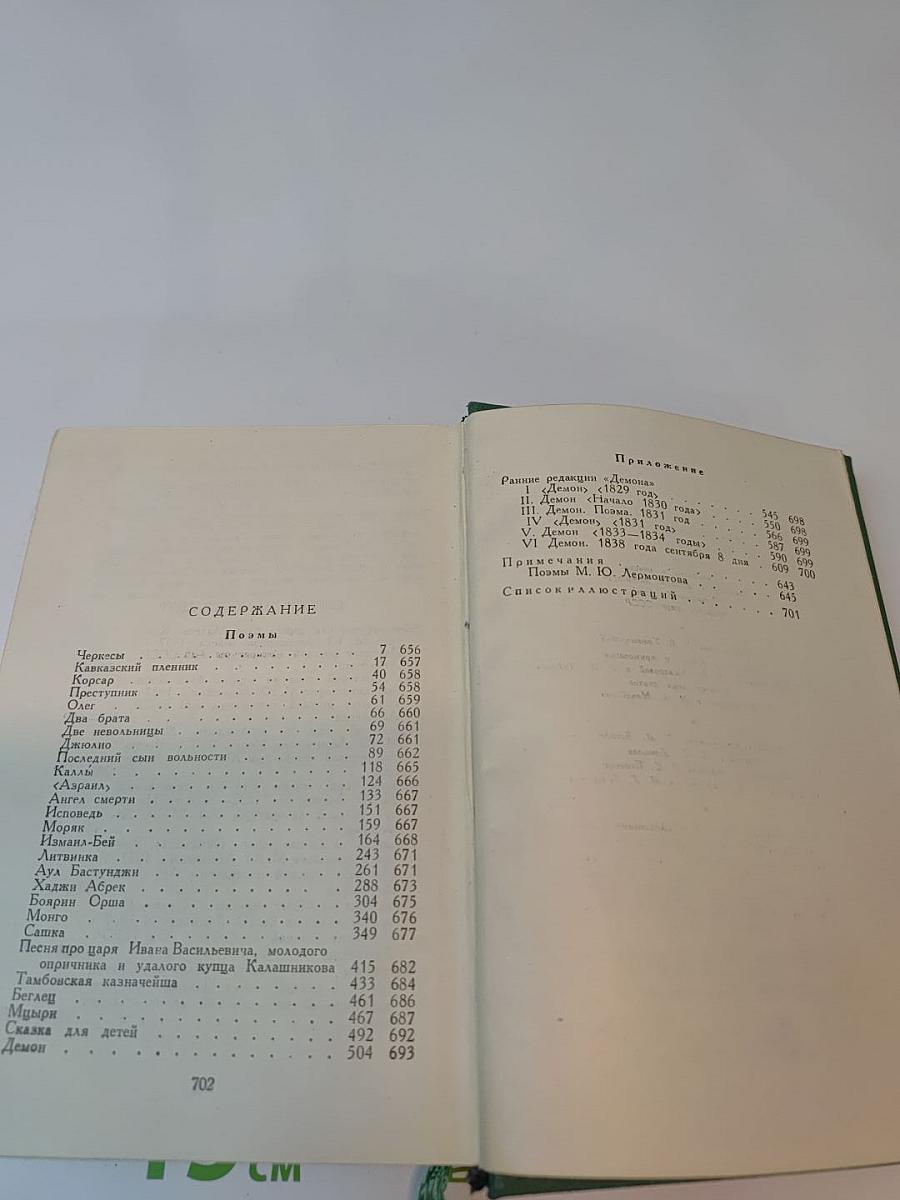 СОДЕРЖАНИЕ
Поэмы
Черкесы . . . 7 656
Кавказский пленник . . . 17 657
Корсар . . . 40 658
Преступник . . . 54 658
Олег . . . 61 659
Два брата . . . 66 660
Две невольницы . . . 69 661
Джюлио . . . 72 661
Последний сын вольности . . . 89 662
Каллы́ . . . 118 665
<Азраил> . . . 124 666
Ангел смерти . . . 133 667
Исповедь . . . 151 667
Моряк . . . 159 667
Измаил-Бей . . . 164 668
Литвинка . . . 243 671
Аул Бастунджи . . . 261 671
Хаджи Абрек . . . 288 673
Боярин Орша . . . 304 675
Монго . . . 340 676
Сашка . . . 349 677
Песня про царя Ивана Васильевича, молодого
опричника и удалого купца Калашникова 415 682
Тамбовская казначейша . . . 433 684
Беглец . . . 461 686
Мцыри . . . 467 687
Сказка для детей . . . 492 692
Демон . . . 504 693
702
Приложение
Ранние редакции «Демона»
I <Демон> <1829 год> . . . 545 698
II. Демон <Начало 1830 года> . . . 550 698
III. Демон. Поэма. 1831 год . . . 566 699
IV <Демон> <1831 год> . . . 587 699
V. Демон <1833—1834 годы> . . . 590 699
VI Демон. 1838 года сентября 8 дня . 609 700
Примечания . . . 643
Поэмы М. Ю. Лермонтова . . . 645
Список иллюстраций . . . 701
см